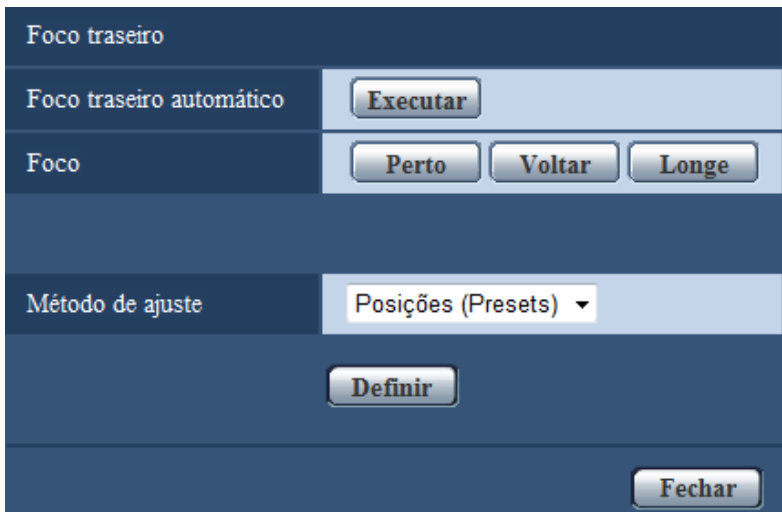 Foco traseiro
Foco traseiro automático Executar
Foco Perto Voltar Longe
Método de ajuste Posições (Presets)
Definir
Fechar